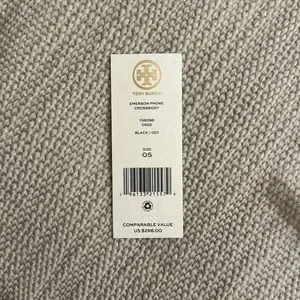 TORY BURCH
EMERSON PHONE
CROSSBODY
136096
0922
BLACK / 001
SIZE
OS
COMPARABLE VALUE
US $298.00